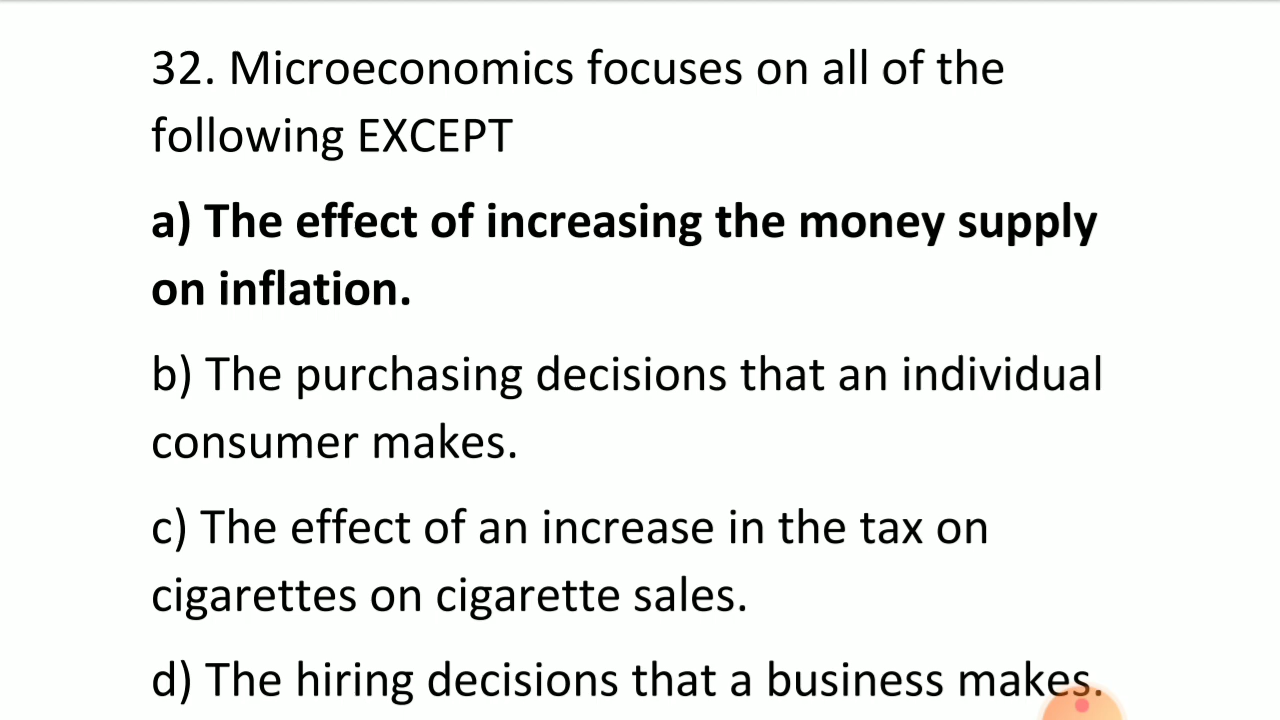 32. Microeconomics focuses on all of the
following EXCEPT
a) The effect of increasing the money supply
on inflation.
b) The purchasing decisions that an individual
consumer makes.
c) The effect of an increase in the tax on
cigarettes on cigarette sales.
d) The hiring decisions that a business makes.